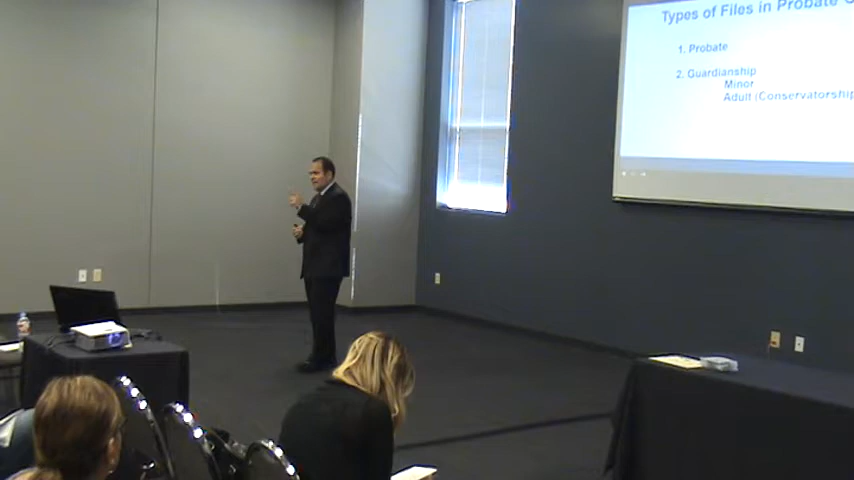 Types of Files in Probate
1. Probate
2. Guardianship
Minor
Adult (Conservatorship